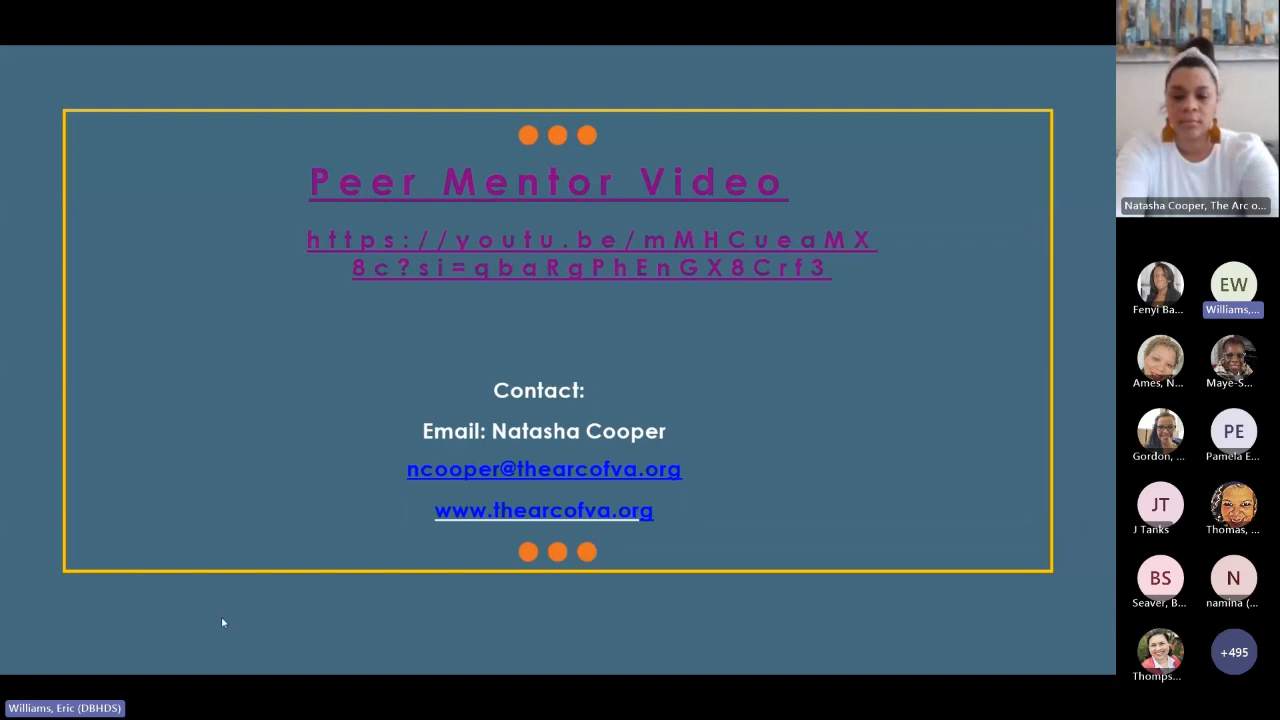 Peer Mentor Video
https://youtu.be/mMHCueaMX
8c?si=qbaRgPhEnGX8Crf3
Contact:
Email: Natasha Cooper
ncooper@thearcofva.org
www.thearcofva.org
Natasha Cooper, The Arc o...
Fenyi Ba...
EW
Williams,...
Ames, N...
Maye-S...
Gordon, ...
PE
Pamela E...
JT
J Tanks
Thomas, ...
BS
Seaver, B...
N
namina (...
Thomps...
+495
Williams, Eric (DBHDS)